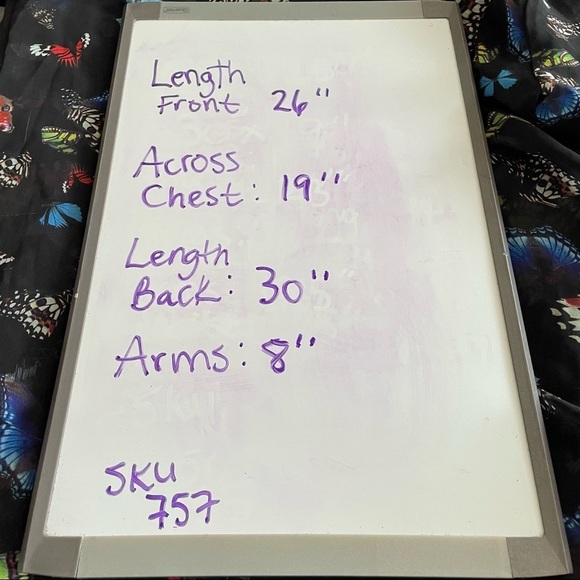 Length
Front 26"
Across
Chest: 19"
Length
Back: 30"
Arms: 8"
SKU
757